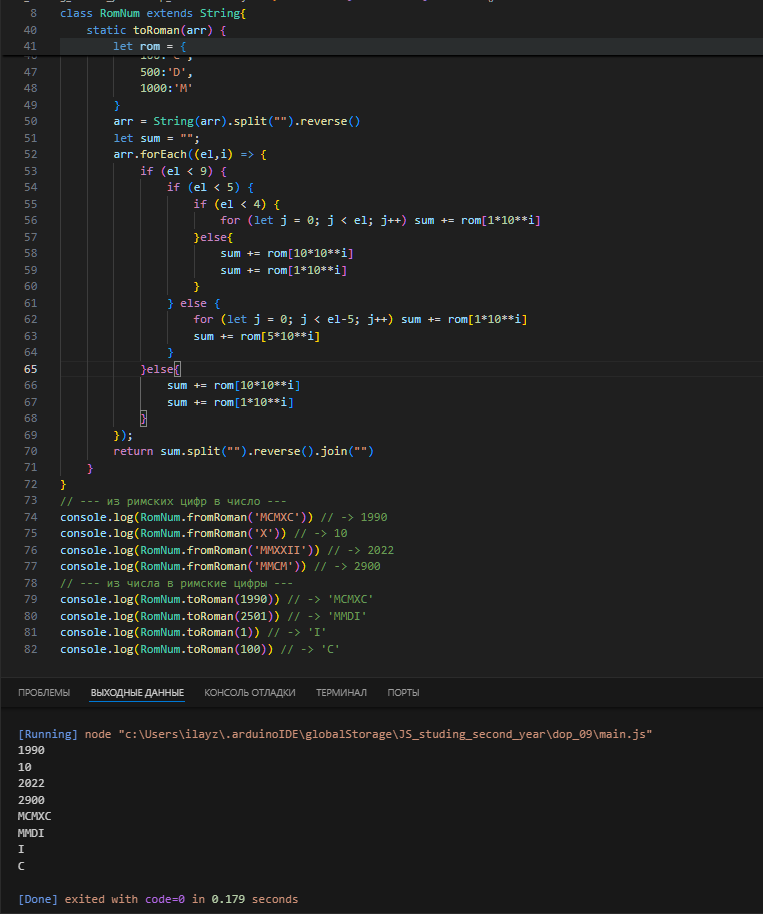 8 class RomNum extends String{
40 static toRoman(arr) {
41 let rom = {
47 500:'D',
48 1000:'M'
49 }
50 arr = String(arr).split("").reverse()
51 let sum = "";
52 arr.forEach((el,i) => {
53 if (el < 9) {
54 if (el < 5) {
55 if (el < 4) {
56 for (let j = 0; j < el; j++) sum += rom[1*10**i]
57 }else{
58 sum += rom[10*10**i]
59 sum += rom[1*10**i]
60 }
61 } else {
62 for (let j = 0; j < el-5; j++) sum += rom[1*10**i]
63 sum += rom[5*10**i]
64 }
65 }else{
66 sum += rom[10*10**i]
67 sum += rom[1*10**i]
68 }
69 });
70 return sum.split("").reverse().join("")
71 }
72 }
73 // --- из римских цифр в число ---
74 console.log(RomNum.fromRoman('MCMXC')) // -> 1990
75 console.log(RomNum.fromRoman('X')) // -> 10
76 console.log(RomNum.fromRoman('MMXXII')) // -> 2022
77 console.log(RomNum.fromRoman('MMCM')) // -> 2900
78 // --- из числа в римские цифры ---
79 console.log(RomNum.toRoman(1990)) // -> 'MCMXC'
80 console.log(RomNum.toRoman(2501)) // -> 'MMDI'
81 console.log(RomNum.toRoman(1)) // -> 'I'
82 console.log(RomNum.toRoman(100)) // -> 'C'
ПРОБЛЕМЫ ВЫХОДНЫЕ ДАННЫЕ КОНСОЛЬ ОТЛАДКИ ТЕРМИНАЛ ПОРТЫ
[Running] node "c:\Users\ilayz\.arduinoIDE\globalStorage\JS_studing_second_year\dop_09\main.js"
1990
10
2022
2900
MCMXC
MMDI
I
C
[Done] exited with code=0 in 0.179 seconds